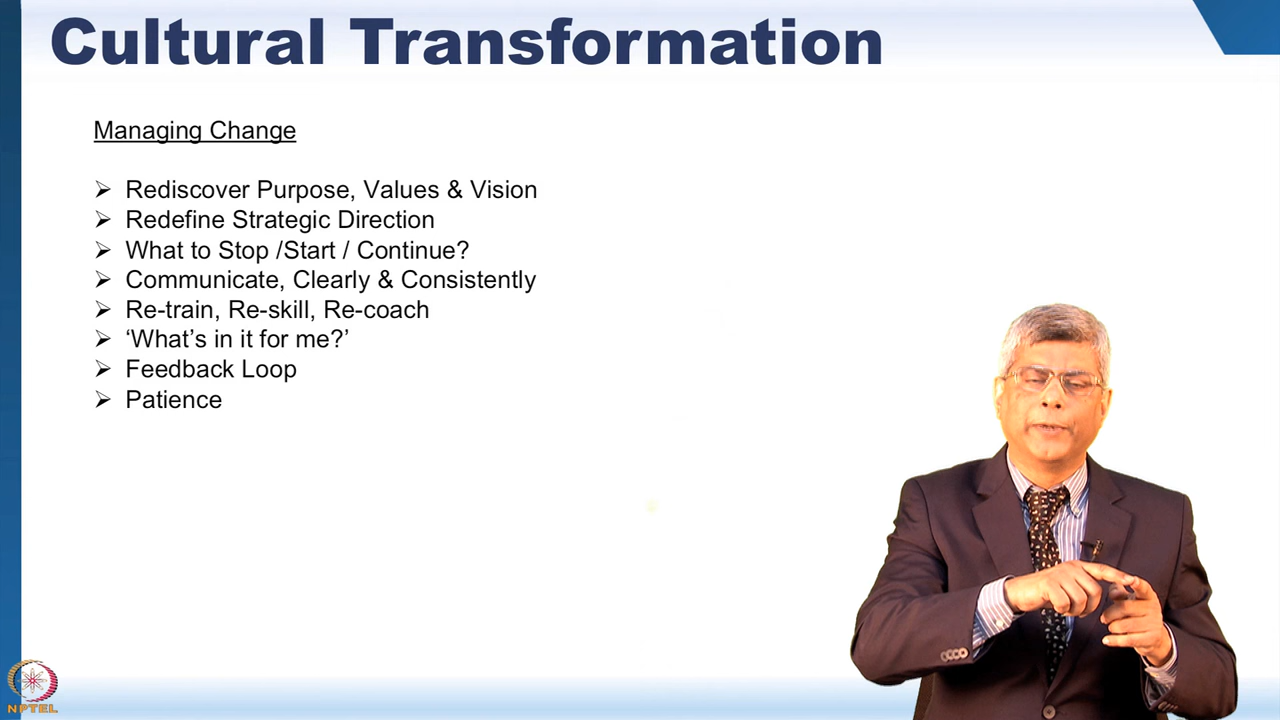 Cultural Transformation
Managing Change
➢ Rediscover Purpose, Values & Vision
➢ Redefine Strategic Direction
➢ What to Stop /Start / Continue?
➢ Communicate, Clearly & Consistently
➢ Re-train, Re-skill, Re-coach
➢ ‘What’s in it for me?’
➢ Feedback Loop
➢ Patience
NPTEL